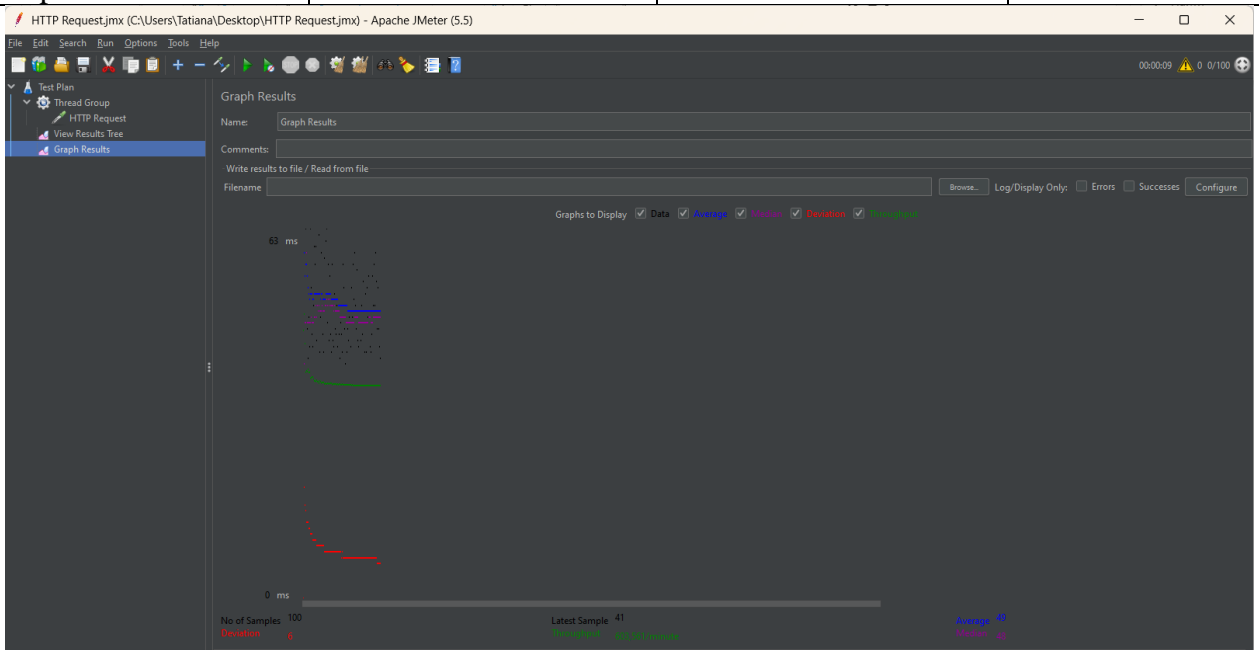 HTTP Request.jmx (C:\Users\Tatiana\Desktop\HTTP Request.jmx) - Apache JMeter (5.5)
File Edit Search Run Options Tools Help
00:00:09 0 0/100
Test Plan
Thread Group
HTTP Request
View Results Tree
Graph Results
Graph Results
Name: Graph Results
Comments:
Write results to file / Read from file
Filename Browse... Log/Display Only: Errors Successes Configure
Graphs to Display Data Average Median Deviation Throughput
63 ms
0 ms
No of Samples 100 Latest Sample 41 Average 49
Deviation 6 Throughput Median